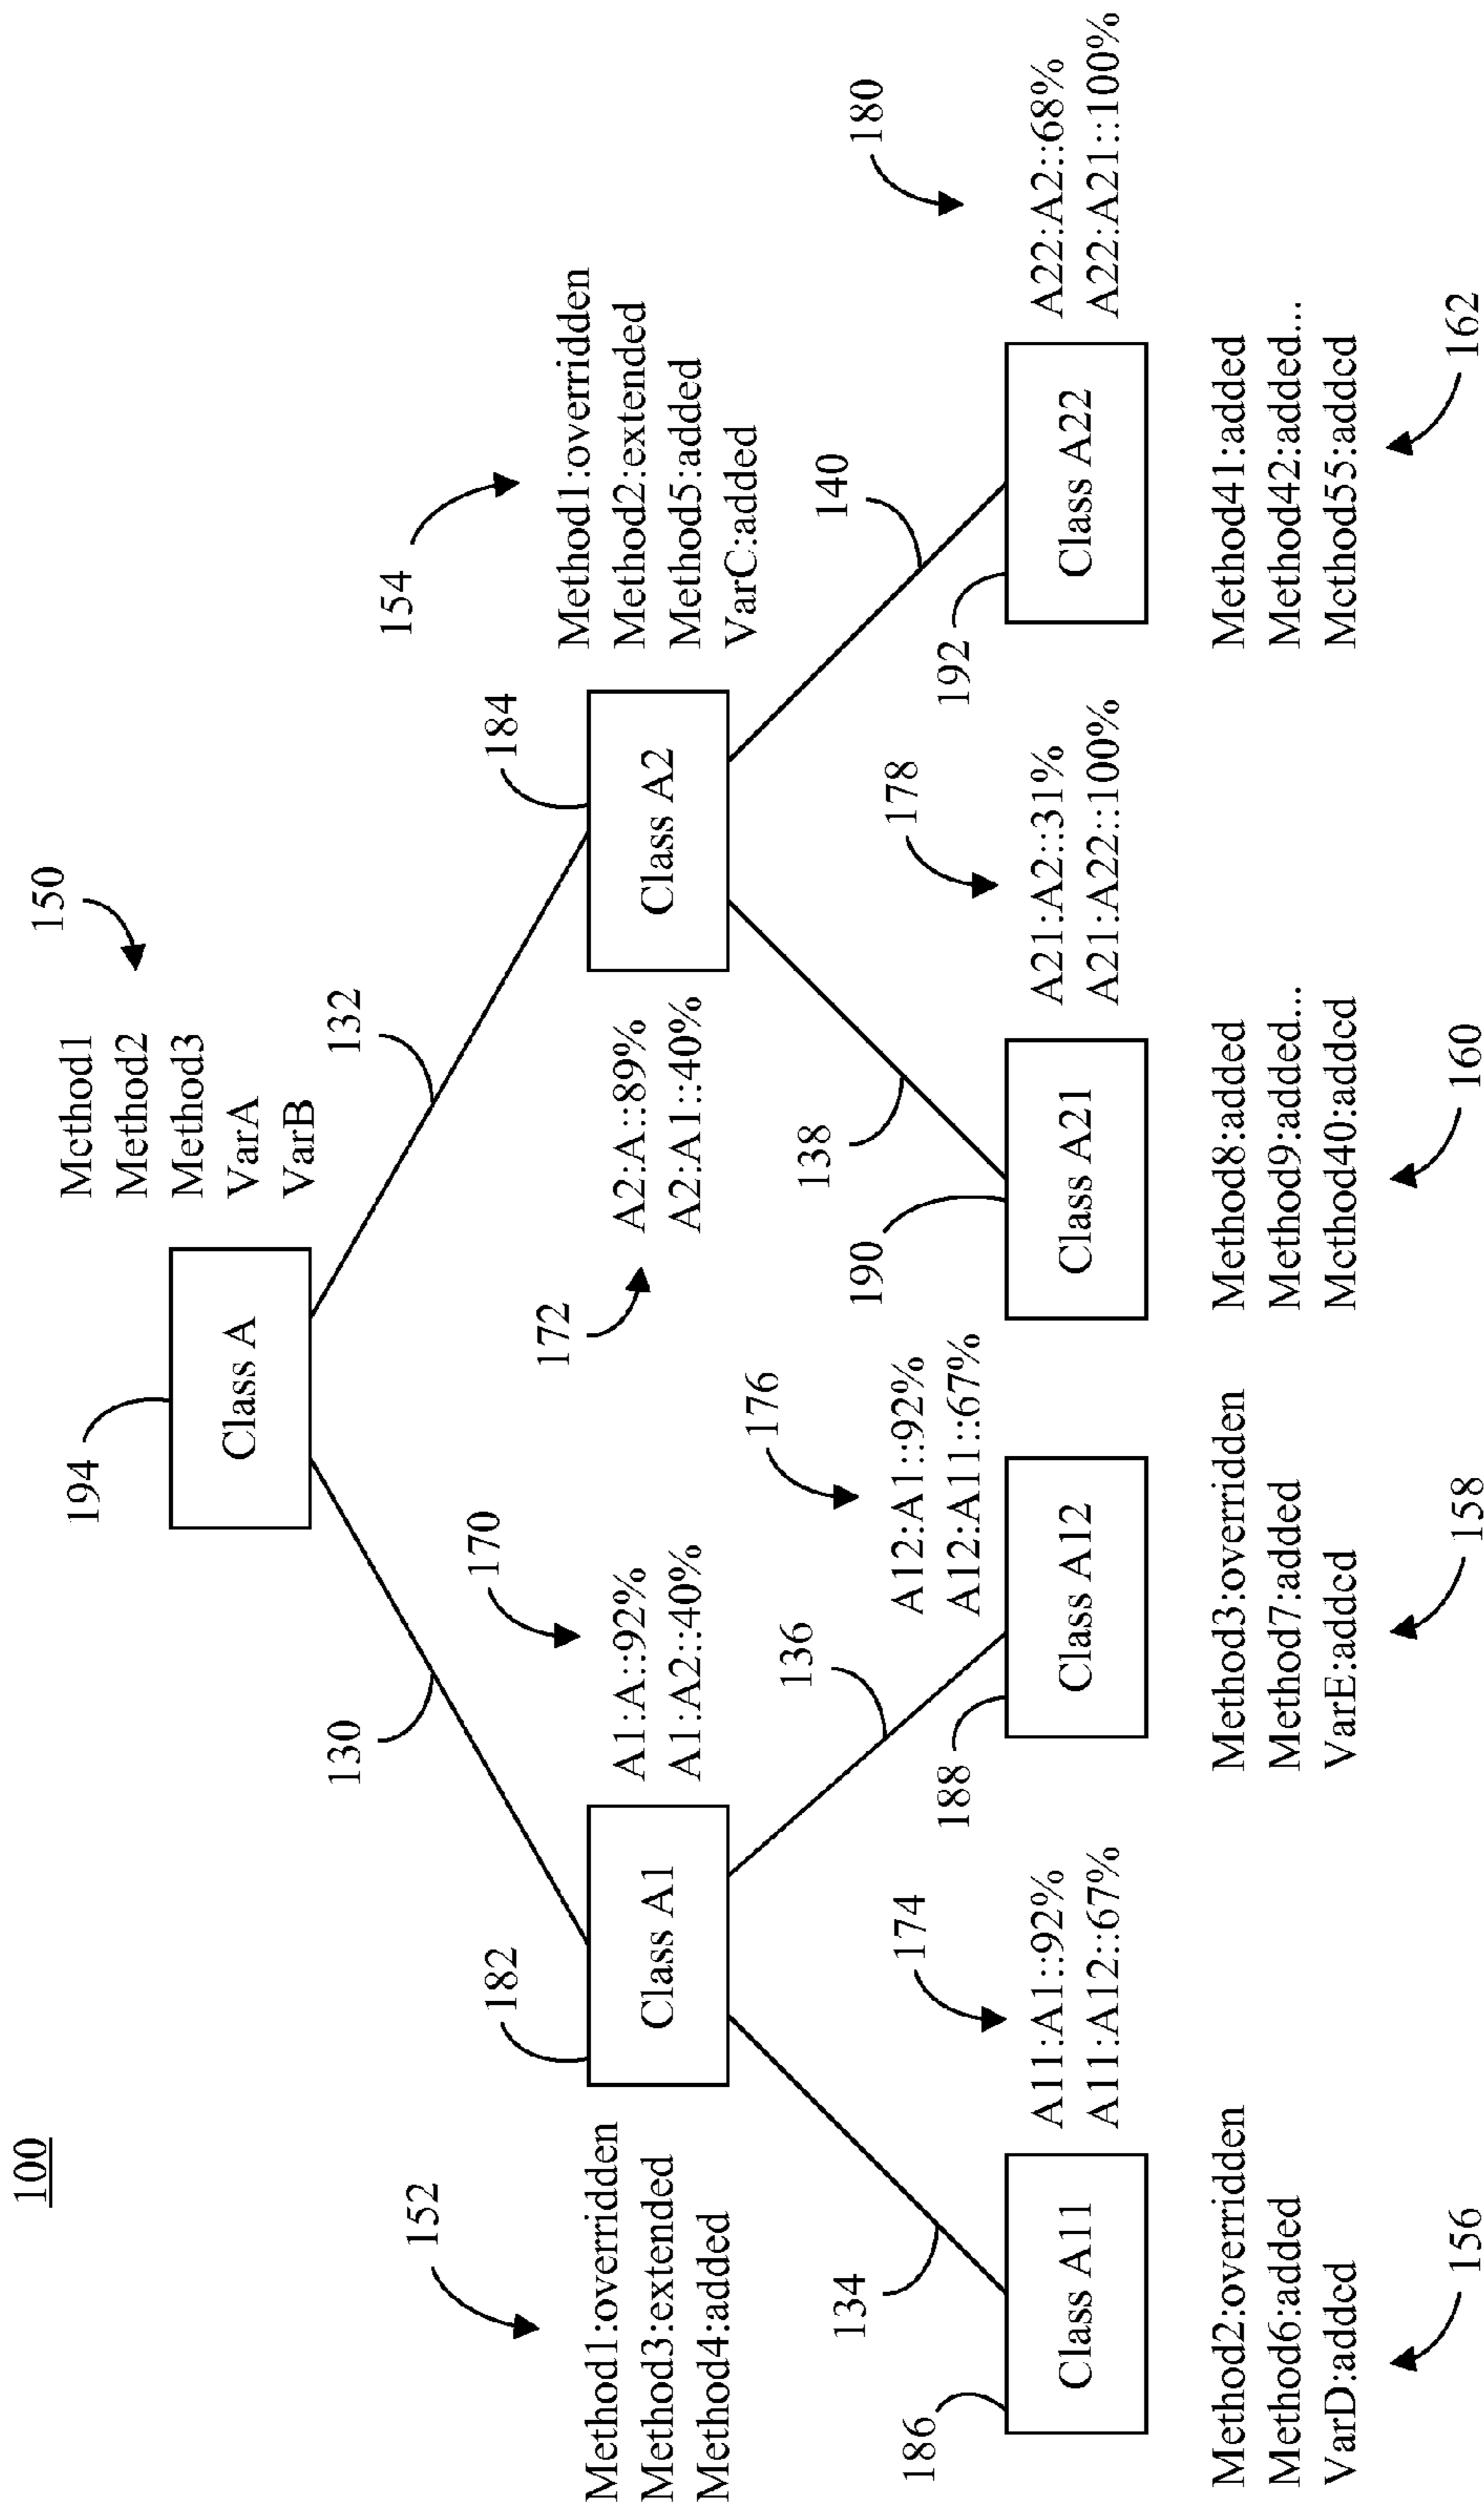 100
194
Class A
Method1
Method2
Method3
VarA
VarB
150
130
132
152
Method1:overridden
Method3:extended
Method4:added
182
Class A1
170
A1:A::92%
A1:A2::40%
172
A2:A::89%
A2:A1::40%
184
Class A2
154
Method1:overridden
Method2:extended
Method5:added
VarC:added
134
136
138
140
186
Class A11
174
A11:A1::92%
A11:A12::67%
188
Class A12
176
A12:A1::92%
A12:A11::67%
190
Class A21
178
A21:A2::31%
A21:A22::100%
192
Class A22
180
A22:A2::68%
A22:A21::100%
Method2:overridden
Method6:added
VarD:added
156
Method3:overridden
Method7:added
VarE:added
158
Method8:added
Method9:added...
Method40:added
160
Method41:added
Method42:added...
Method55:added
162